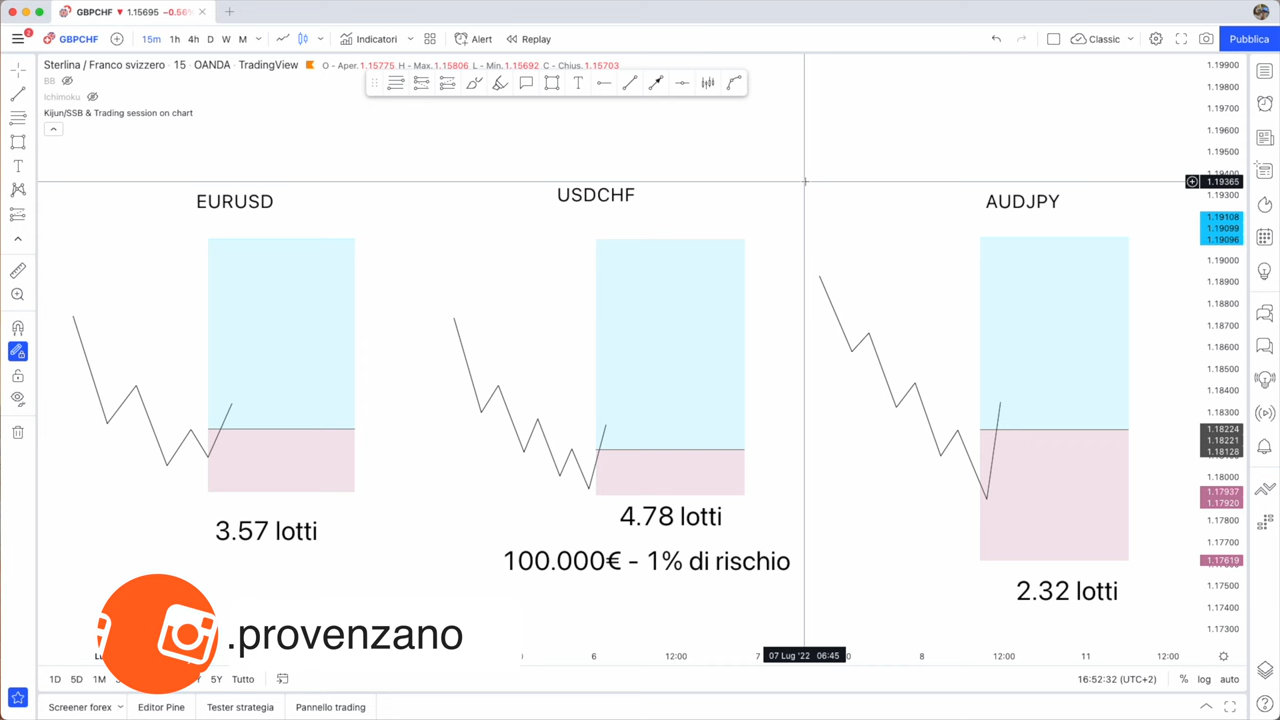 GBPCHF ▼ 1.15695 −0.56
2
GBPCHF 15m 1h 4h D W M Indicatori Alert Replay Classic Pubblica
Sterlina / Franco svizzero · 15 · OANDA · TradingView O - Aper.1.15775 H - Max.1.15806 L - Min.1.15692 C - Chius.1.15703
BB
Ichimoku
Kijun/SSB & Trading session on chart
1.19900
1.19800
1.19700
1.19600
1.19500
1.19400
1.19365
1.19300
1.19108
1.19099
1.19096
1.19000
1.18900
1.18800
1.18700
1.18600
1.18500
1.18400
1.18300
1.18224
1.18221
1.18128
1.18000
1.17937
1.17920
1.17800
1.17700
1.17619
1.17500
1.17400
1.17300
EURUSD
USDCHF
AUDJPY
3.57 lotti
4.78 lotti
100.000€ - 1% di rischio
2.32 lotti
.provenzano
6 12:00 7 07 Lug '22 06:45 8 12:00 11 12:00
1D 5D 1M 5Y Tutto 16:52:32 (UTC+2) % log auto
Screener forex Editor Pine Tester strategia Pannello trading